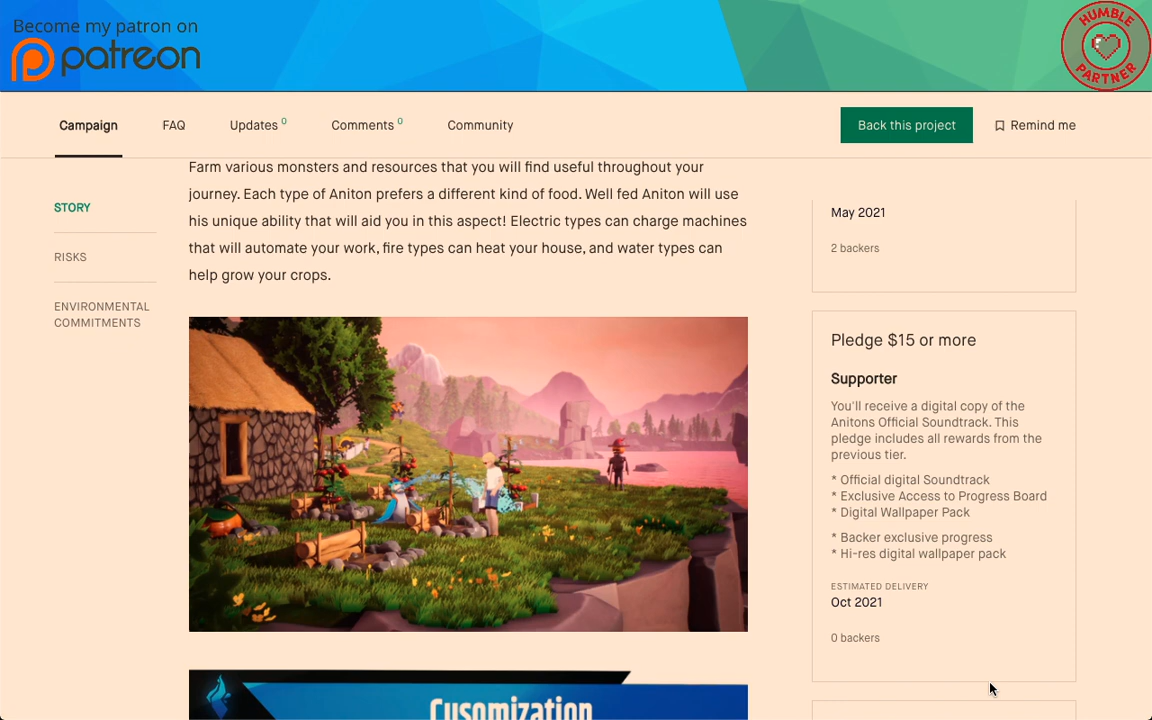 Become my patron on
patreon
HUMBLE
PARTNER
Campaign
FAQ
Updates 0
Comments 0
Community
Back this project
Remind me
STORY
RISKS
ENVIRONMENTAL
COMMITMENTS
Farm various monsters and resources that you will find useful throughout your
journey. Each type of Aniton prefers a different kind of food. Well fed Aniton will use
his unique ability that will aid you in this aspect! Electric types can charge machines
that will automate your work, fire types can heat your house, and water types can
help grow your crops.
Cusomization
May 2021
2 backers
Pledge $15 or more
Supporter
You'll receive a digital copy of the
Anitons Official Soundtrack. This
pledge includes all rewards from the
previous tier.
* Official digital Soundtrack
* Exclusive Access to Progress Board
* Digital Wallpaper Pack
* Backer exclusive progress
* Hi-res digital wallpaper pack
ESTIMATED DELIVERY
Oct 2021
0 backers